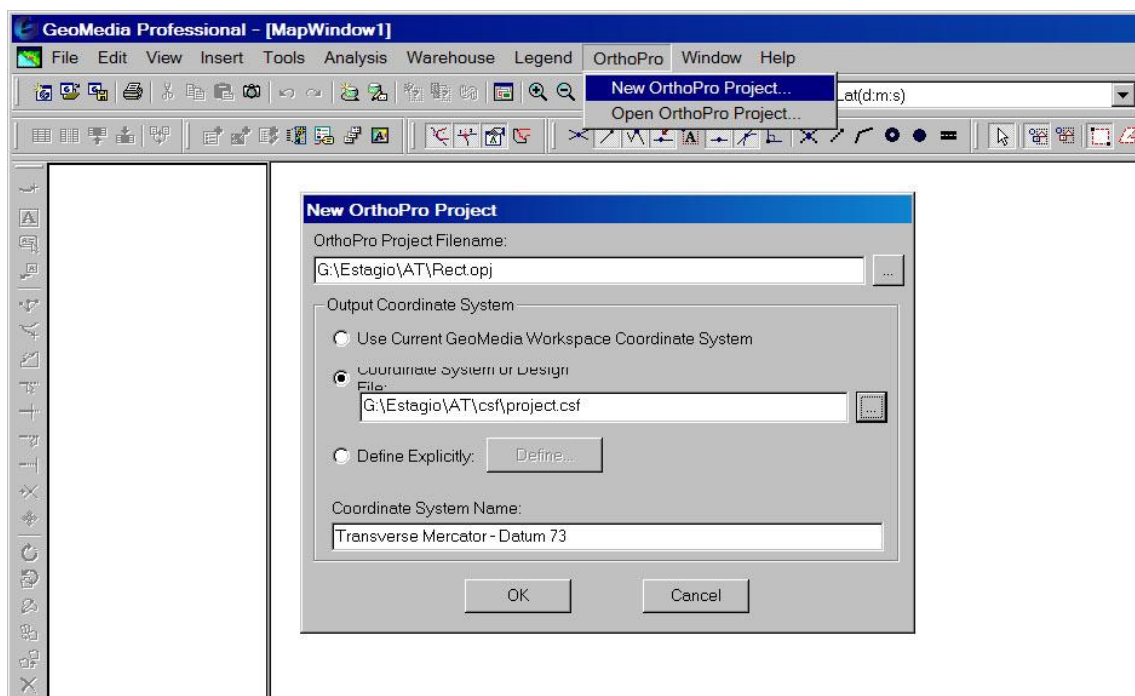 GeoMedia Professional - [MapWindow1]
File Edit View Insert Tools Analysis Warehouse Legend OrthoPro Window Help
New OrthoPro Project...
_at(d:m:s)
Open OrthoPro Project...
New OrthoPro Project
OrthoPro Project Filename:
G:\Estagio\AT\Rect.opj
...
Output Coordinate System
Use Current GeoMedia Workspace Coordinate System
Coordinate System or Design
File:
G:\Estagio\AT\csf\project.csf
...
Define Explicitly: Define...
Coordinate System Name:
Transverse Mercator - Datum 73
OK Cancel